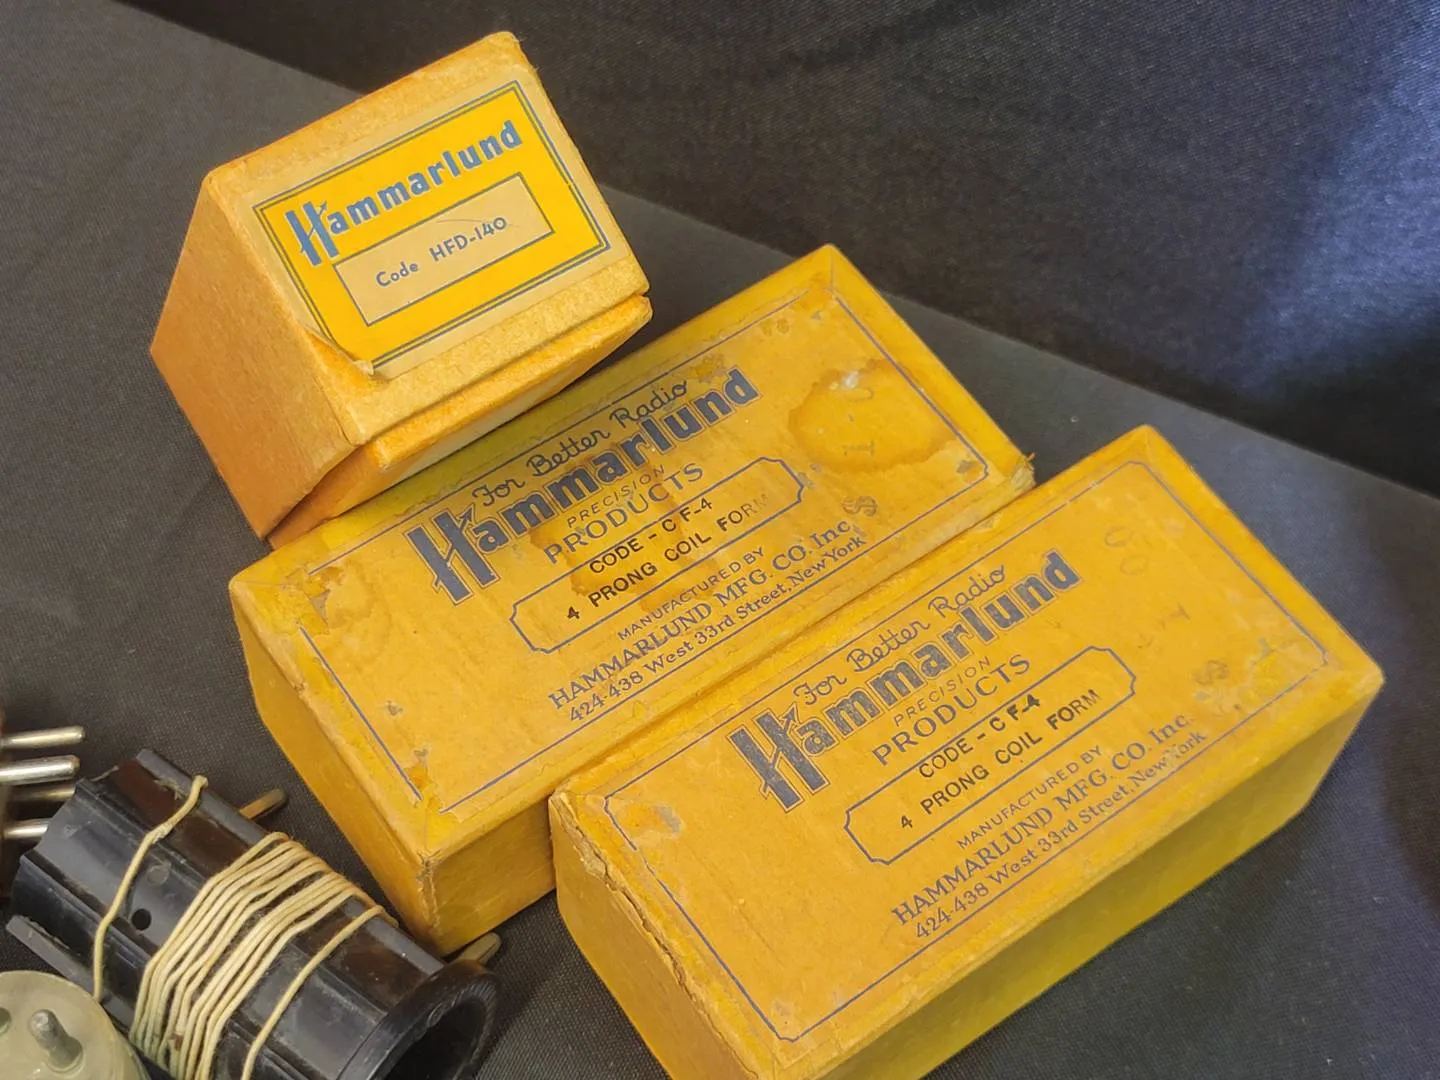 Hammarlund
Code HFD-140
For Better Radio
Hammarlund
PRECISION
PRODUCTS
CODE - CF-4
4 PRONG COIL FORM
MANUFACTURED BY
HAMMARLUND MFG. CO. Inc.
424-438 West 33rd Street, New York
For Better Radio
Hammarlund
PRECISION
PRODUCTS
CODE - CF-4
4 PRONG COIL FORM
MANUFACTURED BY
HAMMARLUND MFG. CO. Inc.
424-438 West 33rd Street, New York